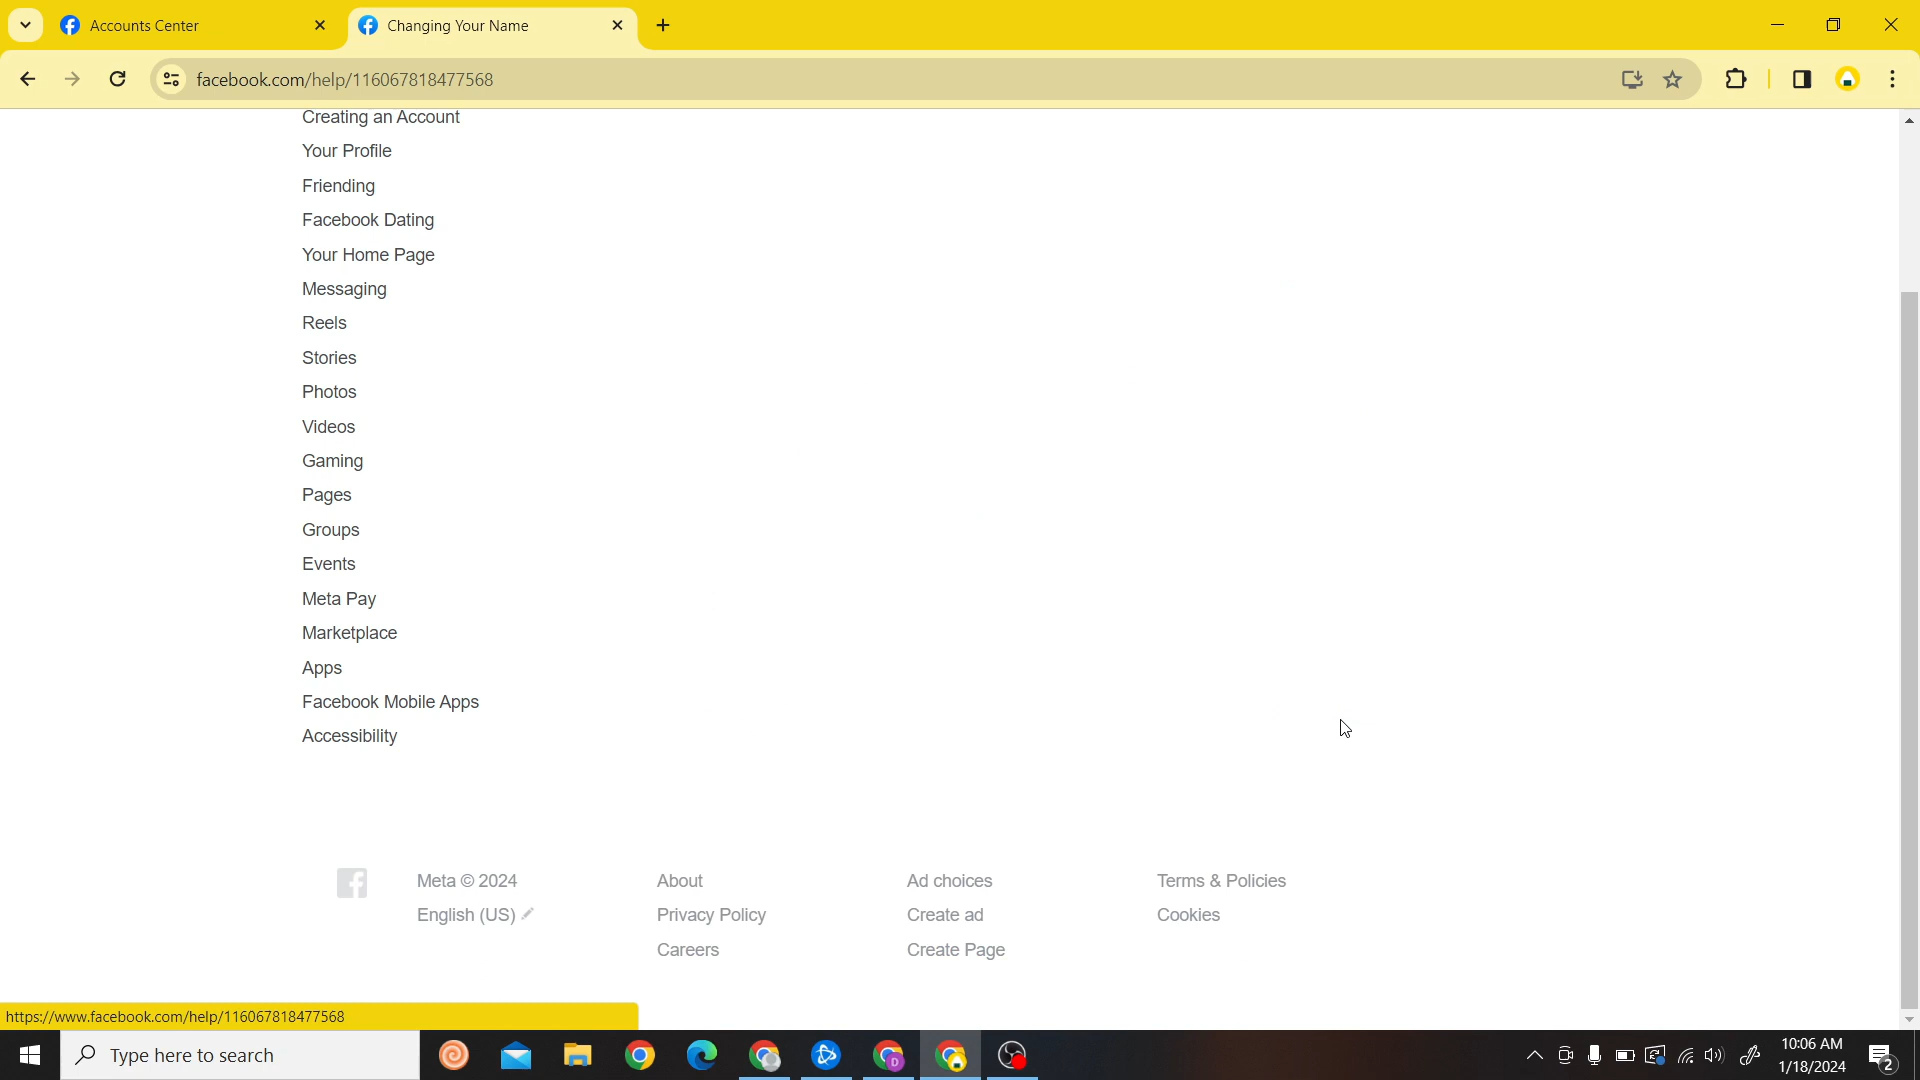 Accounts Center
Changing Your Name
facebook.com/help/116067818477568
Creating an Account
Your Profile
Friending
Facebook Dating
Your Home Page
Messaging
Reels
Stories
Photos
Videos
Gaming
Pages
Groups
Events
Meta Pay
Marketplace
Apps
Facebook Mobile Apps
Accessibility
Meta © 2024
About
Ad choices
Terms & Policies
English (US)
Privacy Policy
Create ad
Cookies
Careers
Create Page
https://www.facebook.com/help/116067818477568
Type here to search
D
10:06 AM
1/18/2024
2